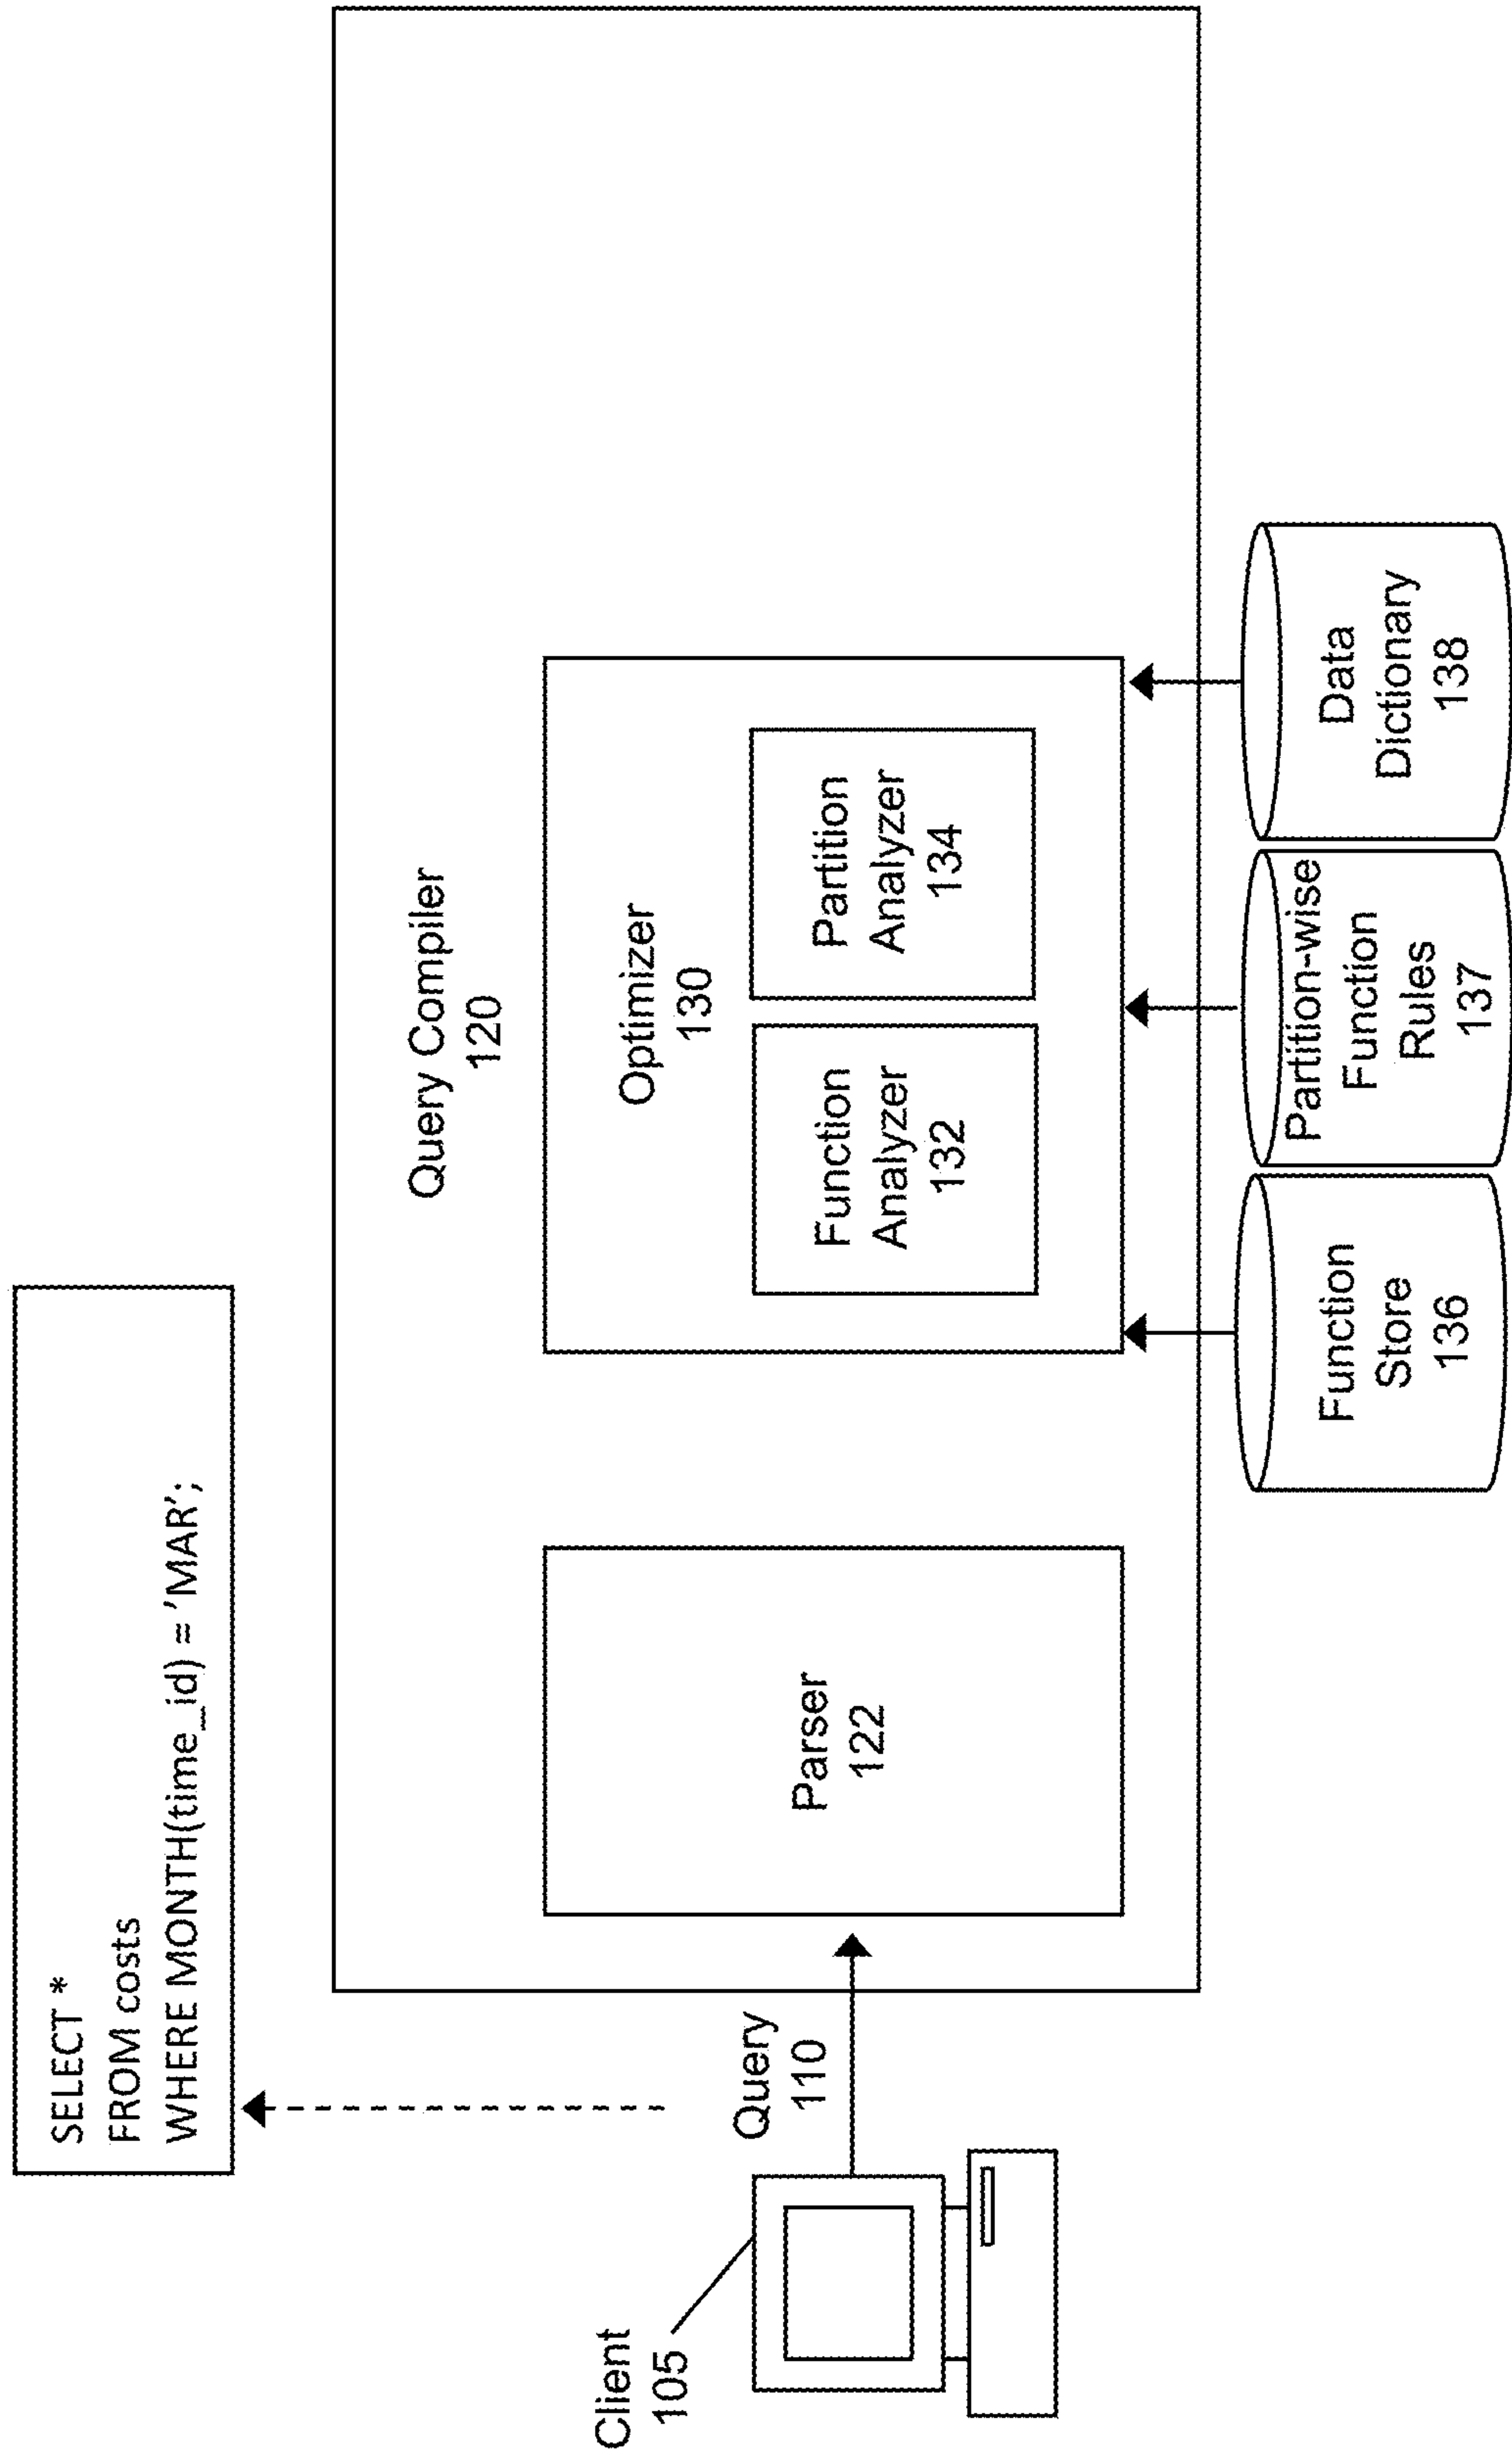 SELECT *
FROM costs
WHERE MONTH(time_id) = 'MAR';
Client
105
Query
110
Query Compiler
120
Parser
122
Optimizer
130
Function
Analyzer
132
Partition
Analyzer
134
Function
Store
136
Partition-wise
Function
Rules
137
Data
Dictionary
138